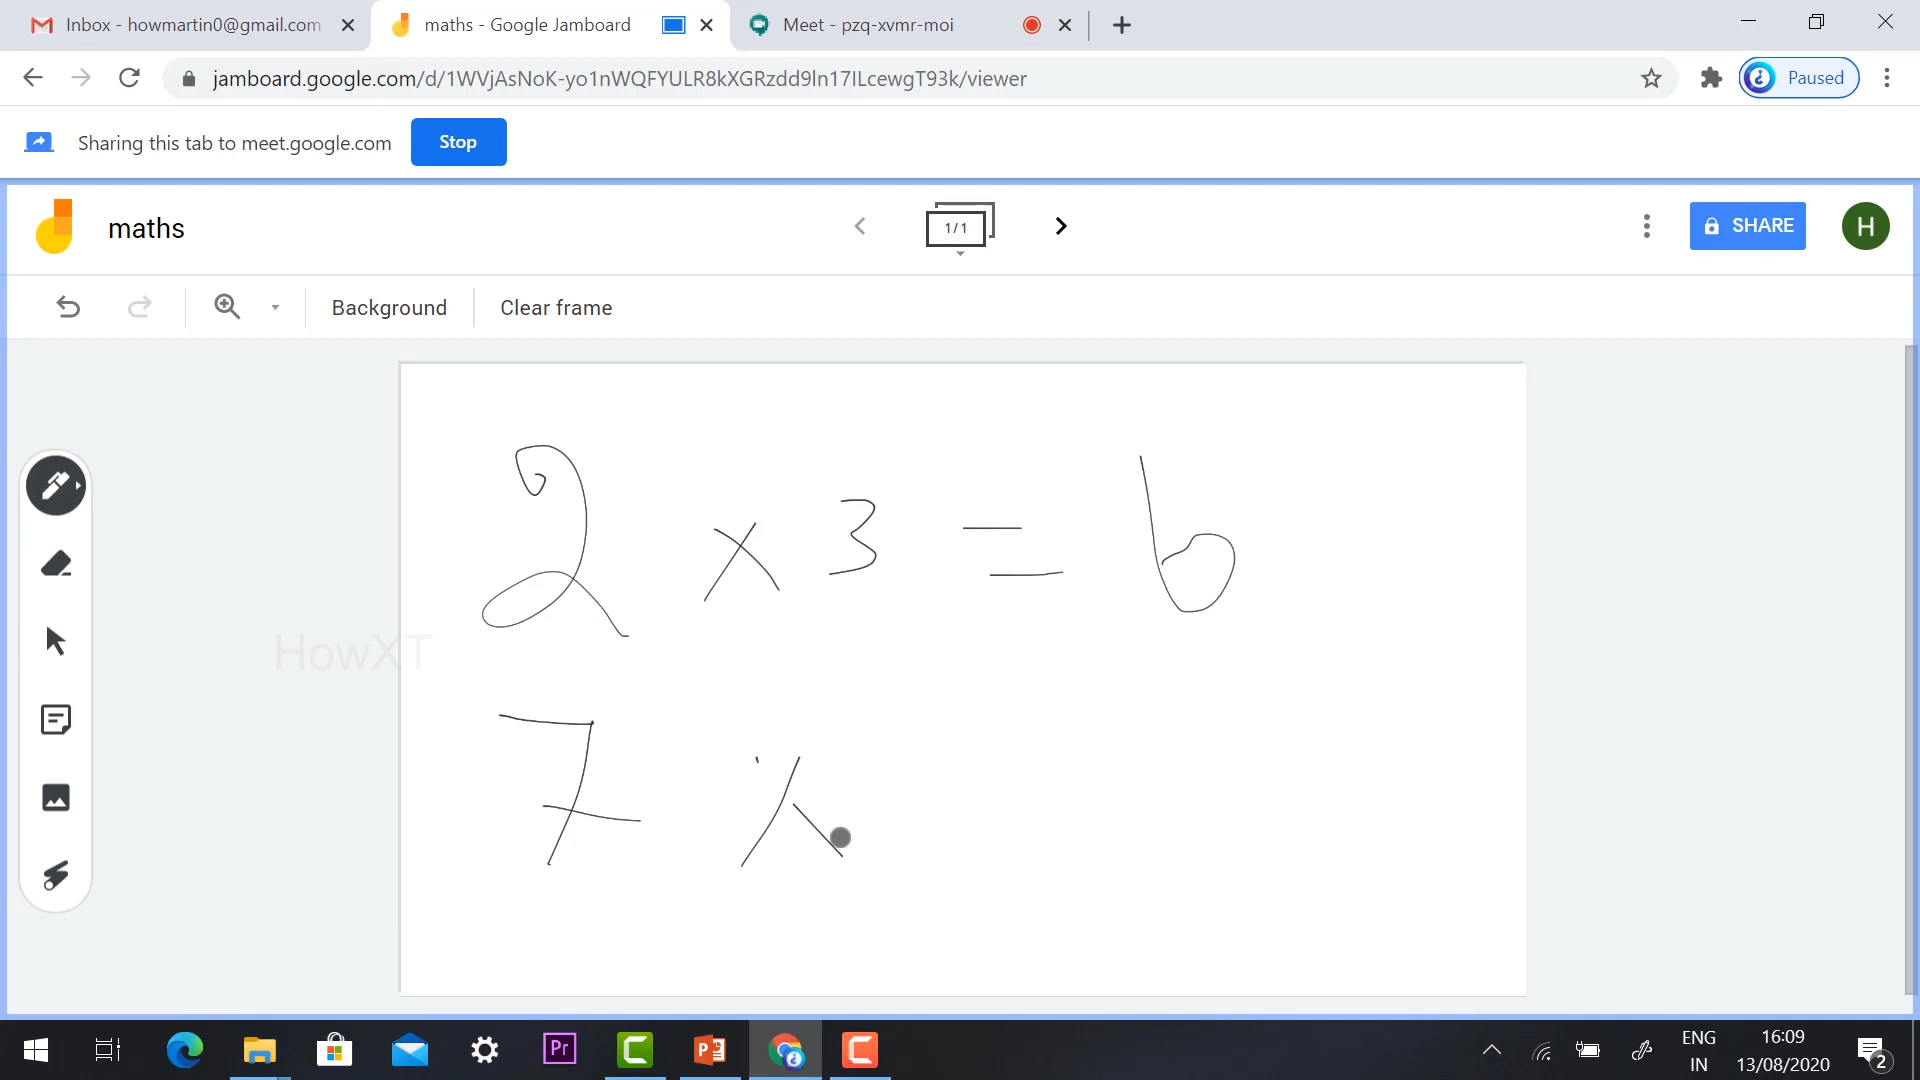 Inbox - howmartin0@gmail.com maths - Google Jamboard Meet - pzq-xvmr-moi
jamboard.google.com/d/1WVjAsNoK-yo1nWQFYULR8kXGRzdd9ln17ILcewgT93k/viewer Paused
Sharing this tab to meet.google.com Stop
maths 1/1 SHARE H
Background Clear frame
2 x 3 = 6
HowXT
7 x
Pr P ENG 16:09
IN 13/08/2020 2